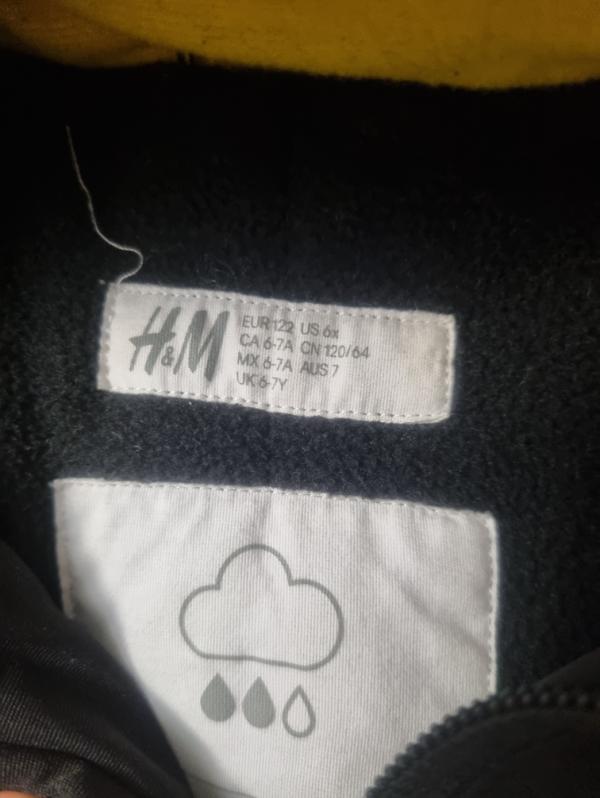 H&M
EUR 122 US 6x
CA 6-7A CN 120/64
MX 6-7A AUS 7
UK 6-7Y